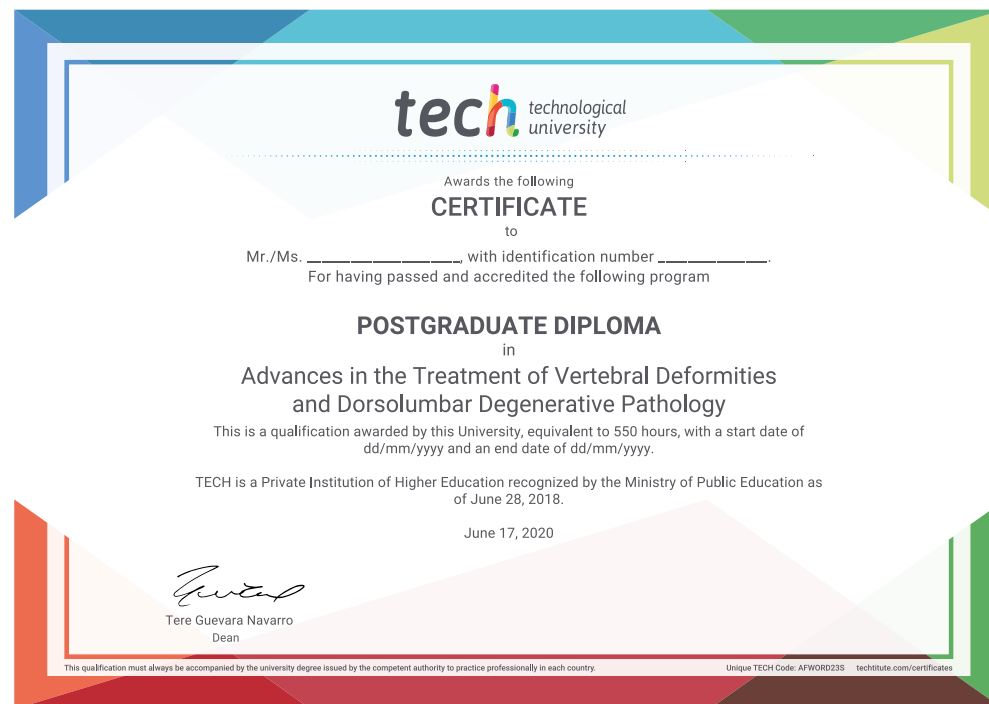 tech technological
university
Awards the following
CERTIFICATE
to
Mr./Ms. ____________________, with identification number ______________.
For having passed and accredited the following program
POSTGRADUATE DIPLOMA
in
Advances in the Treatment of Vertebral Deformities
and Dorsolumbar Degenerative Pathology
This is a qualification awarded by this University, equivalent to 550 hours, with a start date of
dd/mm/yyyy and an end date of dd/mm/yyyy.
TECH is a Private Institution of Higher Education recognized by the Ministry of Public Education as
of June 28, 2018.
June 17, 2020
Tere Guevara Navarro
Dean
This qualification must always be accompanied by the university degree issued by the competent authority to practice professionally in each country.
Unique TECH Code: AFWORD23S techtitute.com/certificates